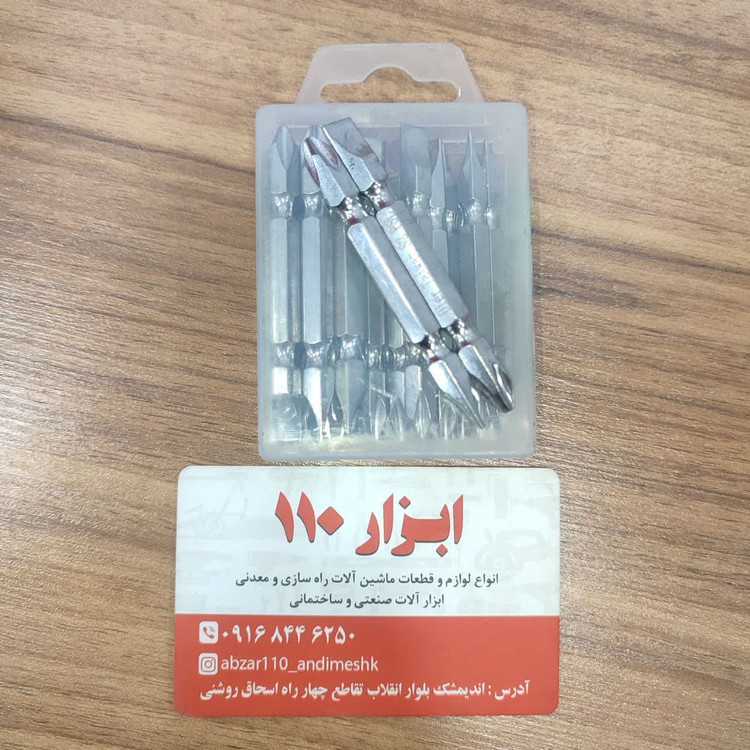 ابزار ۱۱۰
انواع لوازم و قطعات ماشین آلات راه سازی و معدنی
ابزار آلات صنعتی و ساختمانی
۰۹۱۶ ۸۴۴ ۶۲۵۰
abzar110_andimeshk
آدرس : اندیمشک بلوار انقلاب تقاطع چهار راه اسحاق روشنی